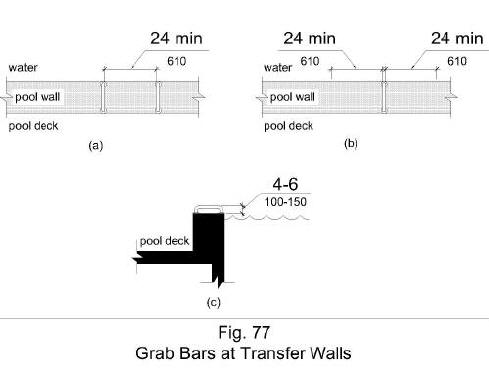 24 min
610
water
pool wall
pool deck
(a)
24 min
24 min
water 610
610
pool wall
pool deck
(b)
4-6
100-150
pool deck
(c)
Fig. 77
Grab Bars at Transfer Walls